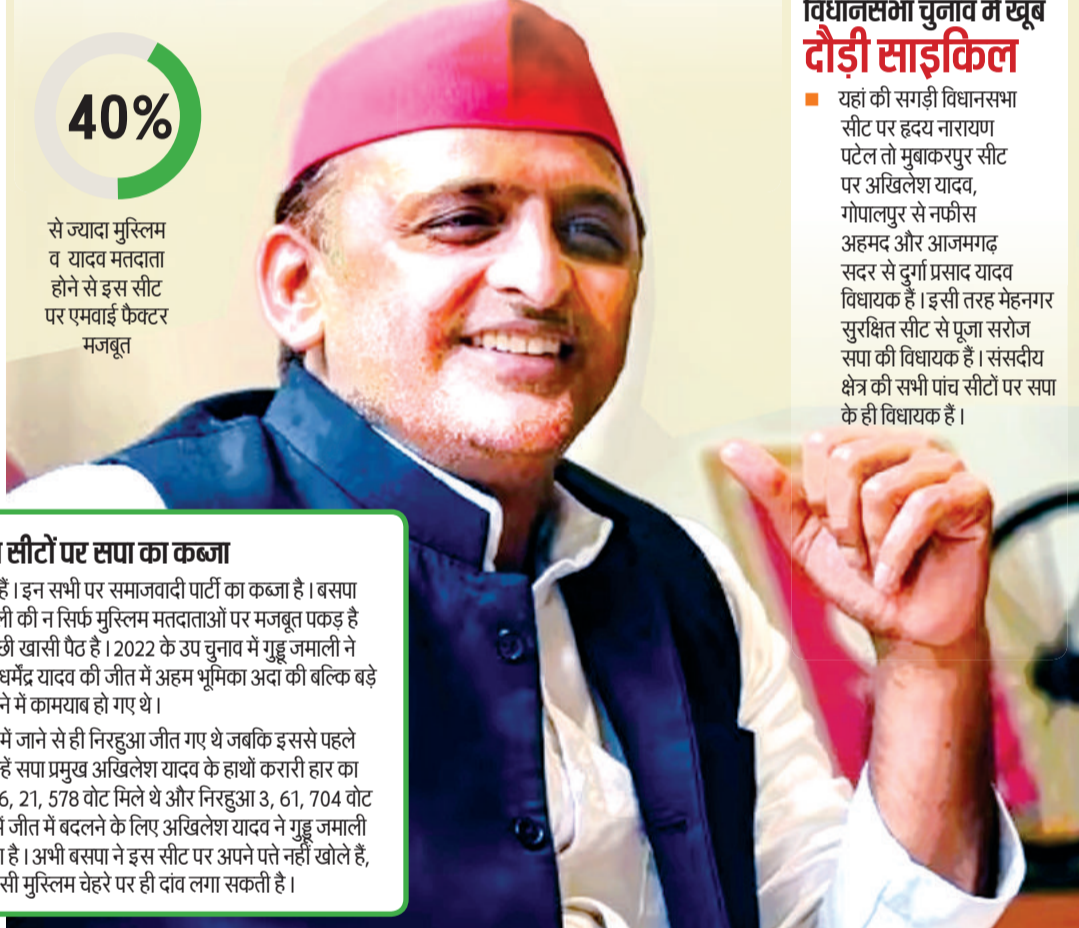 40%
से ज्यादा मुस्लिम
व यादव मतदाता
होने से इस सीट
पर एमवाई फैक्टर
मजबूत
विधानसभा चुनाव में खूब
दौड़ी साइकिल
यहां की सगड़ी विधानसभा
सीट पर हृदय नारायण
पटेल तो मुबाकरपुर सीट
पर अखिलेश यादव,
गोपालपुर से नफीस
अहमद और आजमगढ़
सदर से दुर्गा प्रसाद यादव
विधायक हैं। इसी तरह मेहनगर
सुरक्षित सीट से पूजा सरोज
सपा की विधायक हैं। संसदीय
क्षेत्र की सभी पांच सीटों पर सपा
के ही विधायक हैं।
सीटों पर सपा का कब्जा
हैं। इन सभी पर समाजवादी पार्टी का कब्जा है। बसपा
ली की न सिर्फ मुस्लिम मतदाताओं पर मजबूत पकड़ है
छी खासी पैठ है। 2022 के उप चुनाव में गुड्डू जमाली ने
धर्मेंद्र यादव की जीत में अहम भूमिका अदा की बल्कि बड़े
ने में कामयाब हो गए थे।
में जाने से ही निरहुआ जीत गए थे जबकि इससे पहले
हें सपा प्रमुख अखिलेश यादव के हाथों करारी हार का
6, 21, 578 वोट मिले थे और निरहुआ 3, 61, 704 वोट
में जीत में बदलने के लिए अखिलेश यादव ने गुड्डू जमाली
है। अभी बसपा ने इस सीट पर अपने पत्ते नहीं खोले हैं,
सी मुस्लिम चेहरे पर ही दांव लगा सकती है।